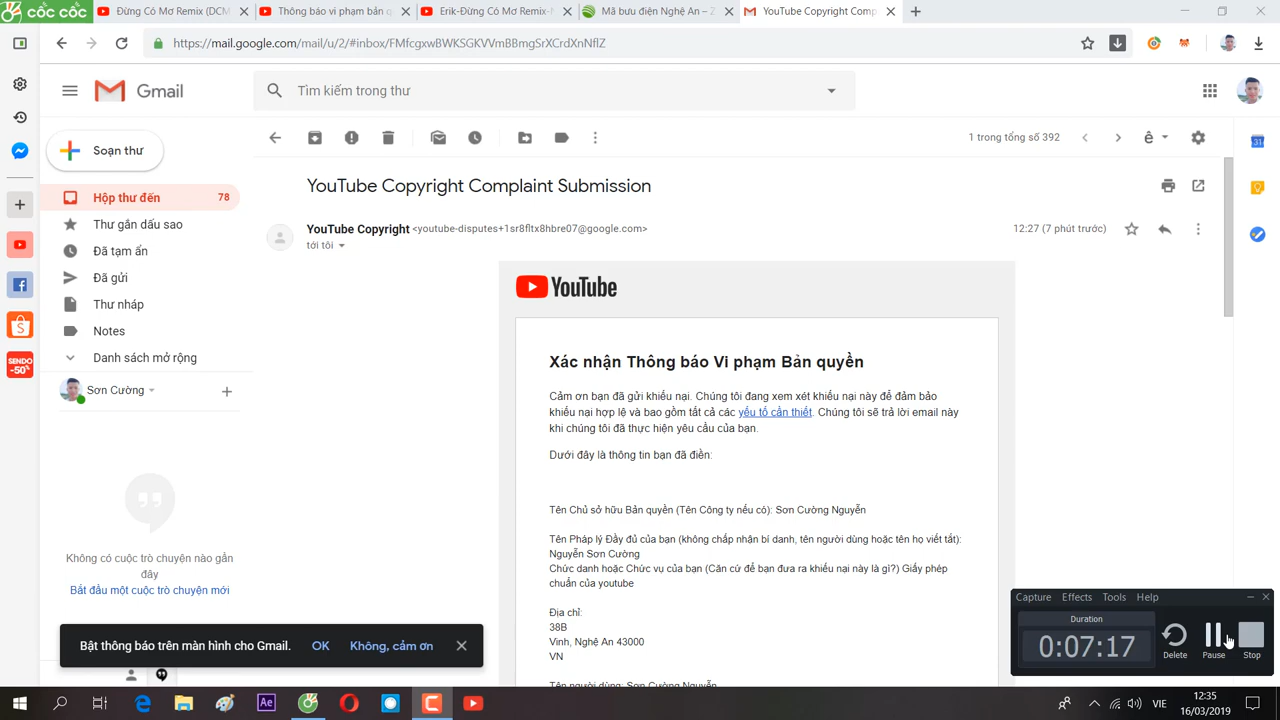 cốc cốc
Đừng Có Mơ Remix (DCM
Thông báo vi phạm bản q
Erik-Đừng Có Mơ Remix-
Mã bưu điện Nghệ An – Z
YouTube Copyright Comp
https://mail.google.com/mail/u/2/#inbox/FMfcgxwBWKSGKVVmBBmgSrXCrdXnNflZ
Gmail
Tìm kiếm trong thư
Soạn thư
1 trong tổng số 392
Hộp thư đến 78
Thư gắn dấu sao
Đã tạm ẩn
Đã gửi
Thư nháp
Notes
Danh sách mở rộng
Sơn Cường
Không có cuộc trò chuyện nào gần
đây
Bắt đầu một cuộc trò chuyện mới
SENDO
-50%
YouTube Copyright Complaint Submission
YouTube Copyright <youtube-disputes+1sr8fltx8hbre07@google.com>
12:27 (7 phút trước)
tới tôi
YouTube
Xác nhận Thông báo Vi phạm Bản quyền
Cảm ơn bạn đã gửi khiếu nại. Chúng tôi đang xem xét khiếu nại này để đảm bảo
khiếu nại hợp lệ và bao gồm tất cả các yếu tố cần thiết. Chúng tôi sẽ trả lời email này
khi chúng tôi đã thực hiện yêu cầu của bạn.
Dưới đây là thông tin bạn đã điền:
Tên Chủ sở hữu Bản quyền (Tên Công ty nếu có): Sơn Cường Nguyễn
Tên Pháp lý Đầy đủ của bạn (không chấp nhận bí danh, tên người dùng hoặc tên họ viết tắt):
Nguyễn Sơn Cường
Chức danh hoặc Chức vụ của bạn (Căn cứ để bạn đưa ra khiếu nại này là gì?) Giấy phép
chuẩn của youtube
Địa chỉ:
38B
Vinh, Nghệ An 43000
VN
Tên người dùng: Sơn Cường Nguyễn
Bật thông báo trên màn hình cho Gmail.
OK
Không, cảm ơn
Capture Effects Tools Help
Duration
0:07:17
Delete
Pause
Stop
VIE
12:35
16/03/2019